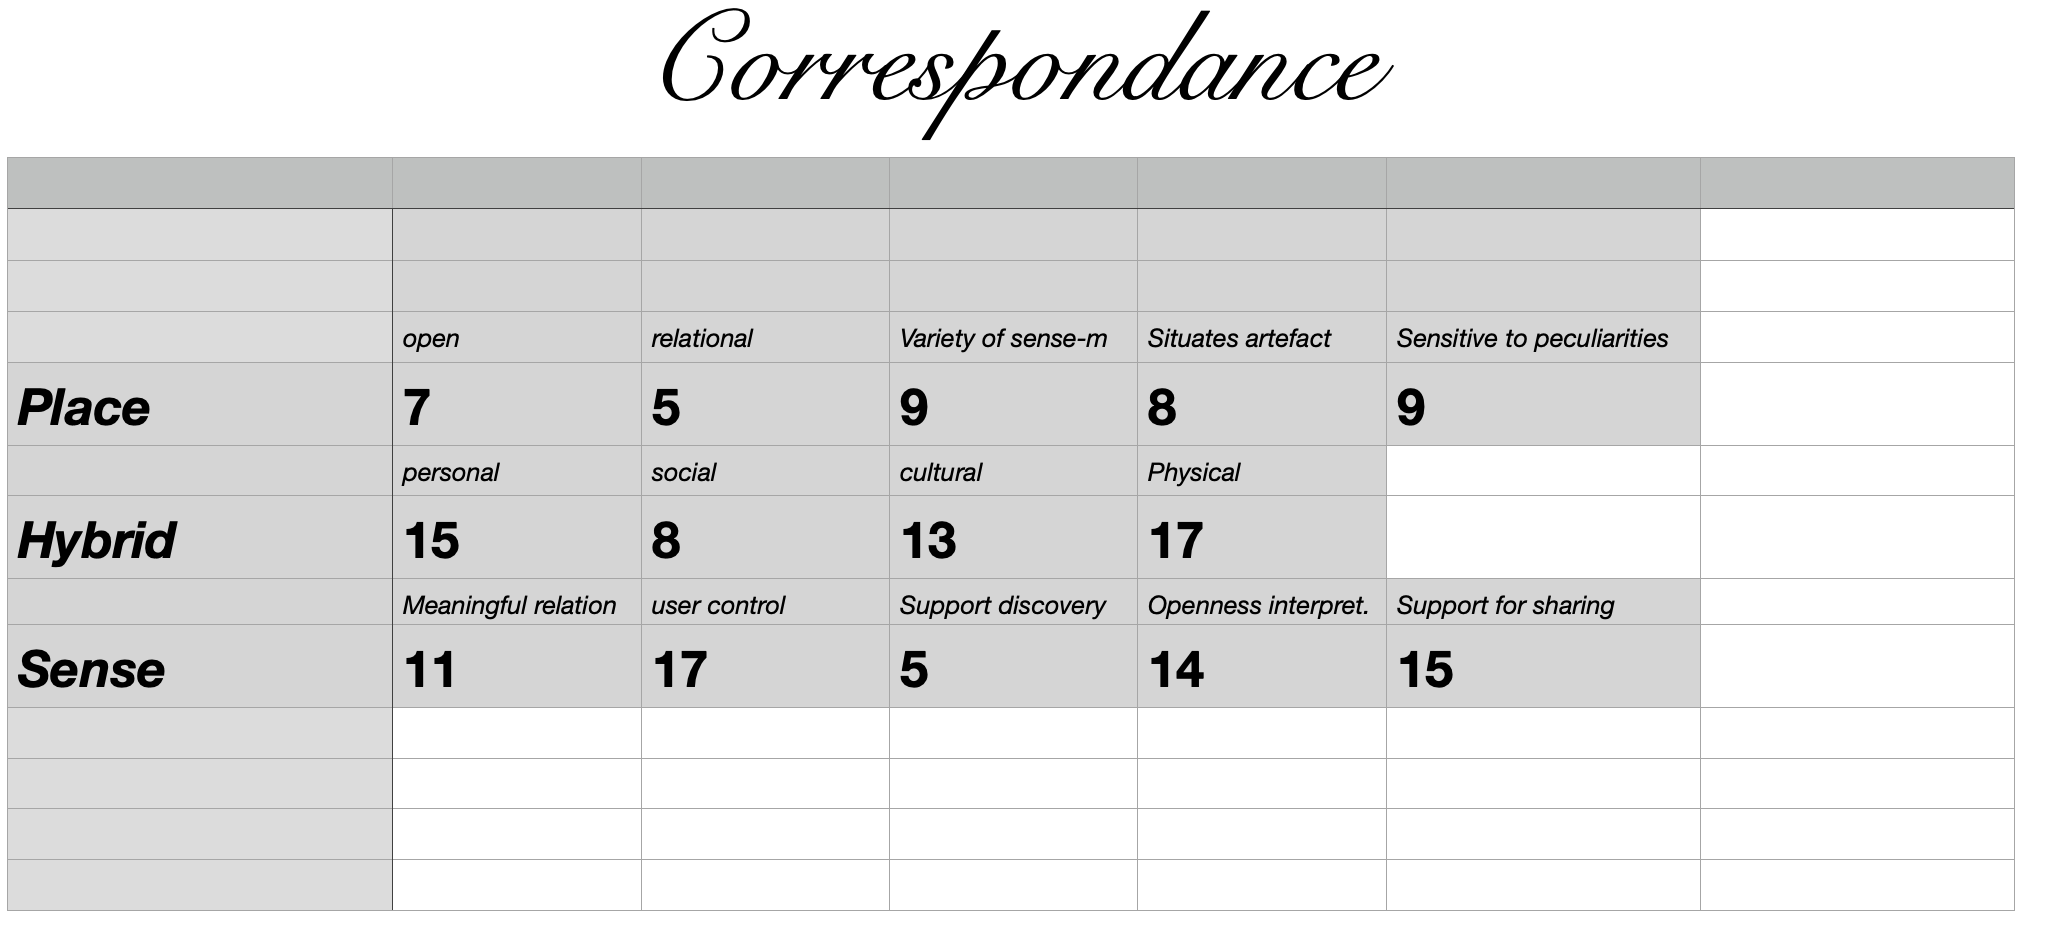 Correspondance
open relational Variety of sense-m Situates artefact Sensitive to peculiarities
Place 7 5 9 8 9
personal social cultural Physical
Hybrid 15 8 13 17
Meaningful relation user control Support discovery Openness interpret. Support for sharing
Sense 11 17 5 14 15